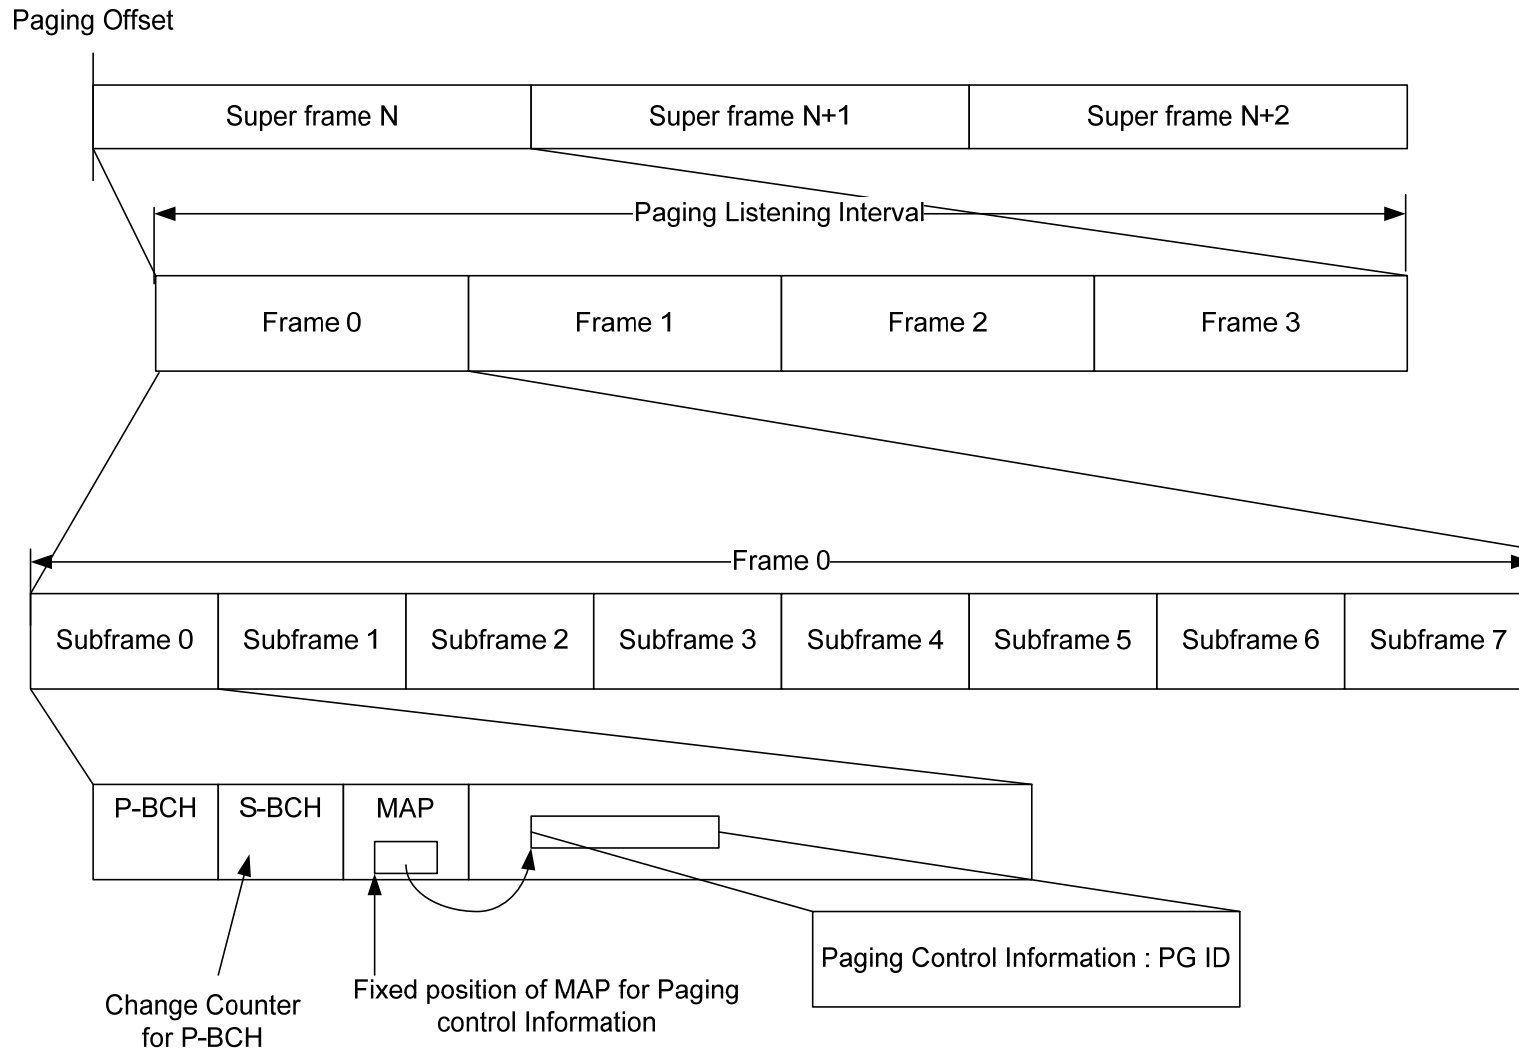 Paging Offset
Super frame N
Super frame N+1
Super frame N+2
Paging Listening Interval
Frame 0
Frame 1
Frame 2
Frame 3
Frame 0
Subframe 0
Subframe 1
Subframe 2
Subframe 3
Subframe 4
Subframe 5
Subframe 6
Subframe 7
P-BCH
S-BCH
MAP
Paging Control Information : PG ID
Change Counter
for P-BCH
Fixed position of MAP for Paging
control Information